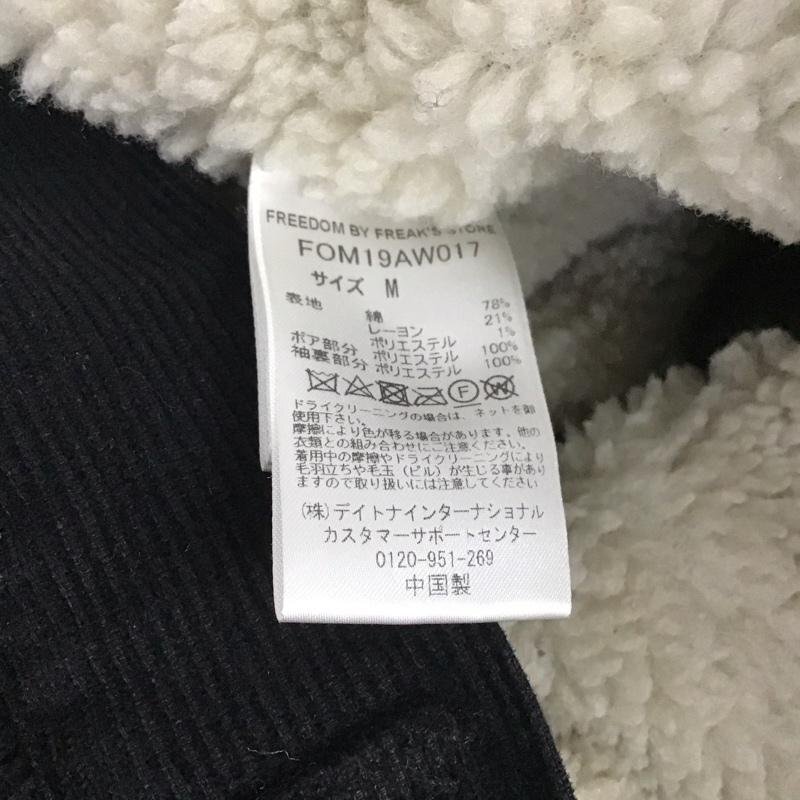 FREEDOM BY FREAK'S STORE
FOM19AW017
サイズ M
表地 綿 78%
レーヨン 21%
ポリエステル 1%
ボア部分 ポリエステル 100%
袖裏部分 ポリエステル 100%
F W
ドライクリーニングの場合は、ネットを御
使用下さい。
摩擦により色が移る場合があります。他の
衣類との組み合わせにご注意ください。
着用中の摩擦やドライクリーニングにより
毛羽立ちや毛玉（ピル）が生じる事があり
ますので取り扱いには注意してください
(株)デイトナインターナショナル
カスタマーサポートセンター
0120-951-269
中国製